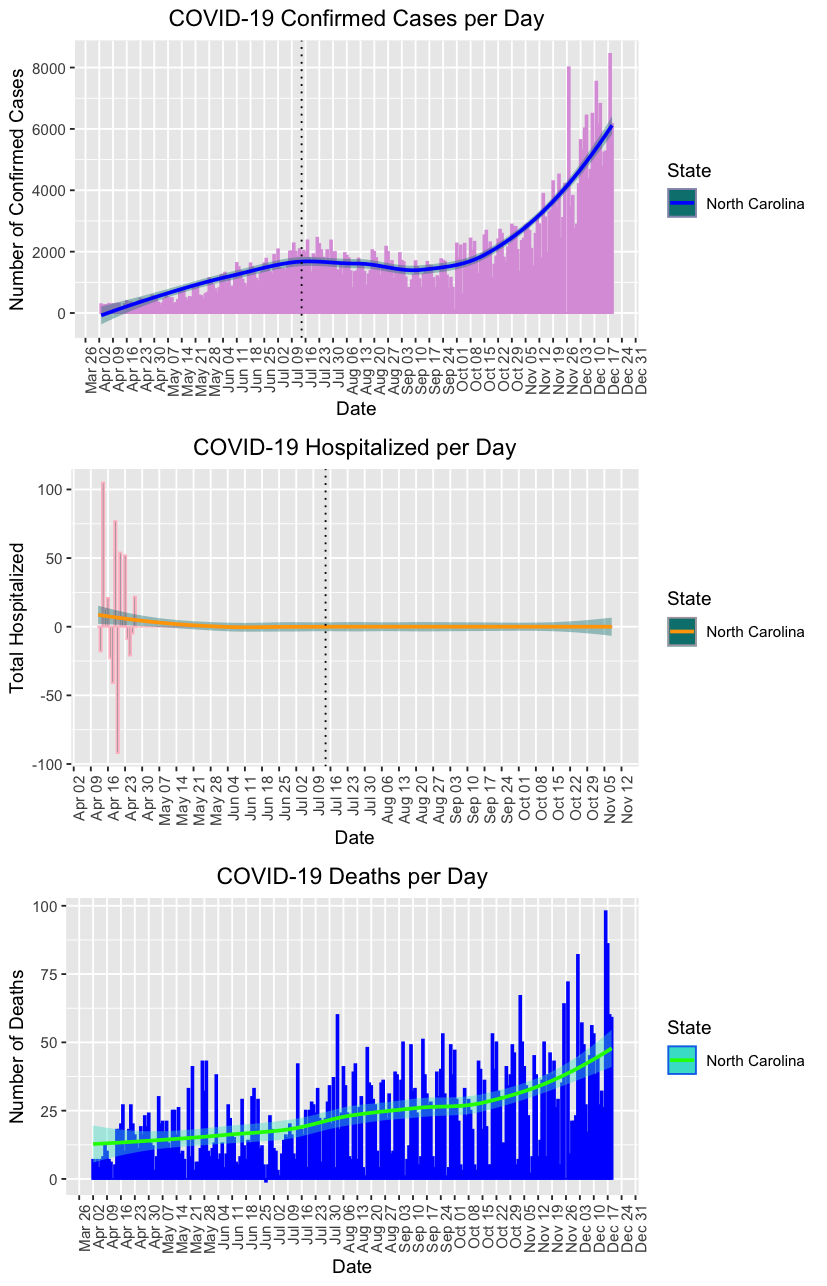 COVID-19 Confirmed Cases per Day
Number of Confirmed Cases
8000
6000
4000
2000
0
Mar 26
Apr 02
Apr 09
Apr 16
Apr 23
Apr 30
May 07
May 14
May 21
May 28
Jun 04
Jun 11
Jun 18
Jun 25
Jul 02
Jul 09
Jul 16
Jul 23
Jul 30
Aug 06
Aug 13
Aug 20
Aug 27
Sep 03
Sep 10
Sep 17
Sep 24
Oct 01
Oct 08
Oct 15
Oct 22
Oct 29
Nov 05
Nov 12
Nov 19
Nov 26
Dec 03
Dec 10
Dec 17
Dec 24
Dec 31
Date
State
North Carolina
COVID-19 Hospitalized per Day
Total Hospitalized
100
50
0
-50
-100
Apr 02
Apr 09
Apr 16
Apr 23
Apr 30
May 07
May 14
May 21
May 28
Jun 04
Jun 11
Jun 18
Jun 25
Jul 02
Jul 09
Jul 16
Jul 23
Jul 30
Aug 06
Aug 13
Aug 20
Aug 27
Sep 03
Sep 10
Sep 17
Sep 24
Oct 01
Oct 08
Oct 15
Oct 22
Oct 29
Nov 05
Nov 12
Date
State
North Carolina
COVID-19 Deaths per Day
Number of Deaths
100
75
50
25
0
Mar 26
Apr 02
Apr 09
Apr 16
Apr 23
Apr 30
May 07
May 14
May 21
May 28
Jun 04
Jun 11
Jun 18
Jun 25
Jul 02
Jul 09
Jul 16
Jul 23
Jul 30
Aug 06
Aug 13
Aug 20
Aug 27
Sep 03
Sep 10
Sep 17
Sep 24
Oct 01
Oct 08
Oct 15
Oct 22
Oct 29
Nov 05
Nov 12
Nov 19
Nov 26
Dec 03
Dec 10
Dec 17
Dec 24
Dec 31
Date
State
North Carolina